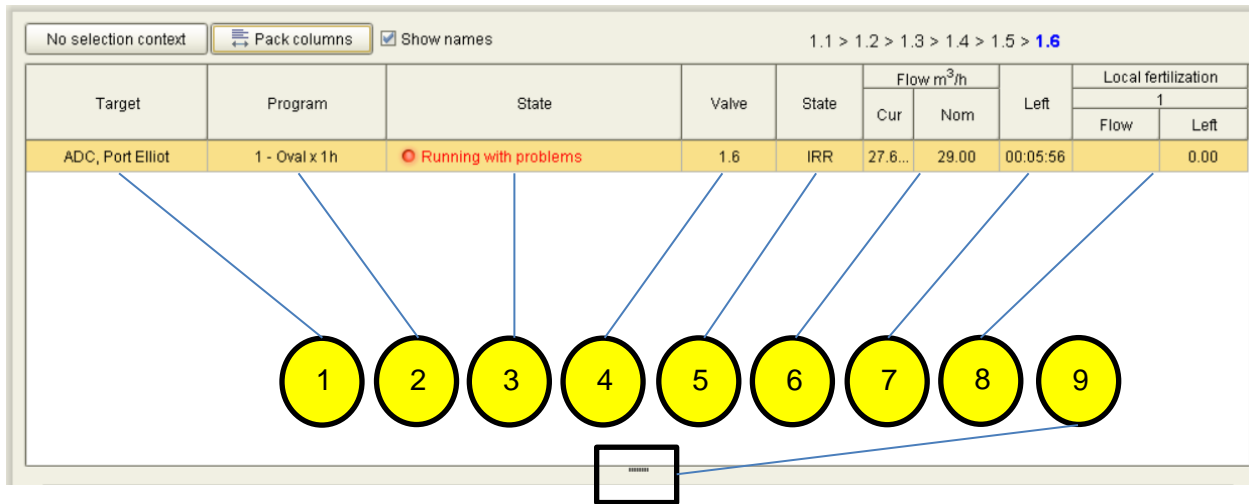 No selection context Pack columns Show names 1.1 > 1.2 > 1.3 > 1.4 > 1.5 > 1.6
Target Program State Valve State Flow m³/h Left Local fertilization
1
Cur Nom Flow Left
ADC, Port Elliot 1 - Oval x 1h Running with problems 1.6 IRR 27.6... 29.00 00:05:56 0.00
1 2 3 4 5 6 7 8 9